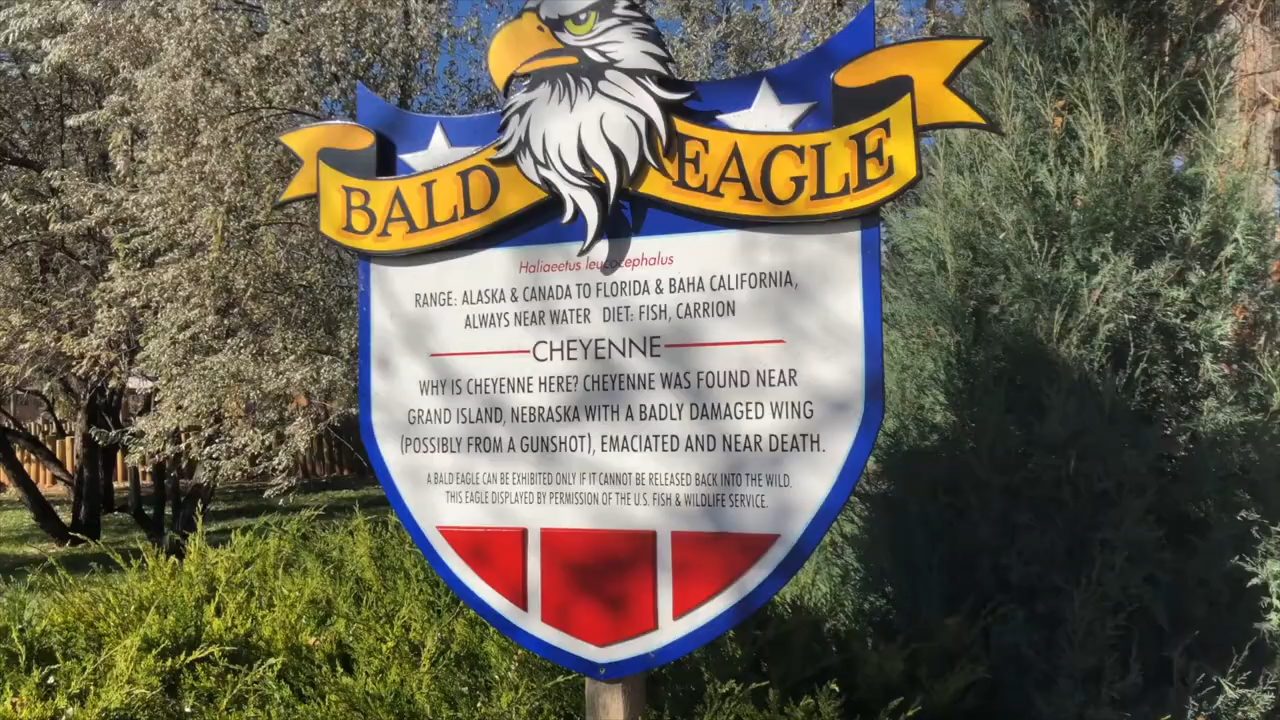 BALD EAGLE
Haliaeetus leucocephalus
RANGE: ALASKA & CANADA TO FLORIDA & BAHA CALIFORNIA,
ALWAYS NEAR WATER DIET: FISH, CARRION
CHEYENNE
WHY IS CHEYENNE HERE? CHEYENNE WAS FOUND NEAR
GRAND ISLAND, NEBRASKA WITH A BADLY DAMAGED WING
(POSSIBLY FROM A GUNSHOT), EMACIATED AND NEAR DEATH.
A BALD EAGLE CAN BE EXHIBITED ONLY IF IT CANNOT BE RELEASED BACK INTO THE WILD.
THIS EAGLE DISPLAYED BY PERMISSION OF THE U.S. FISH & WILDLIFE SERVICE.